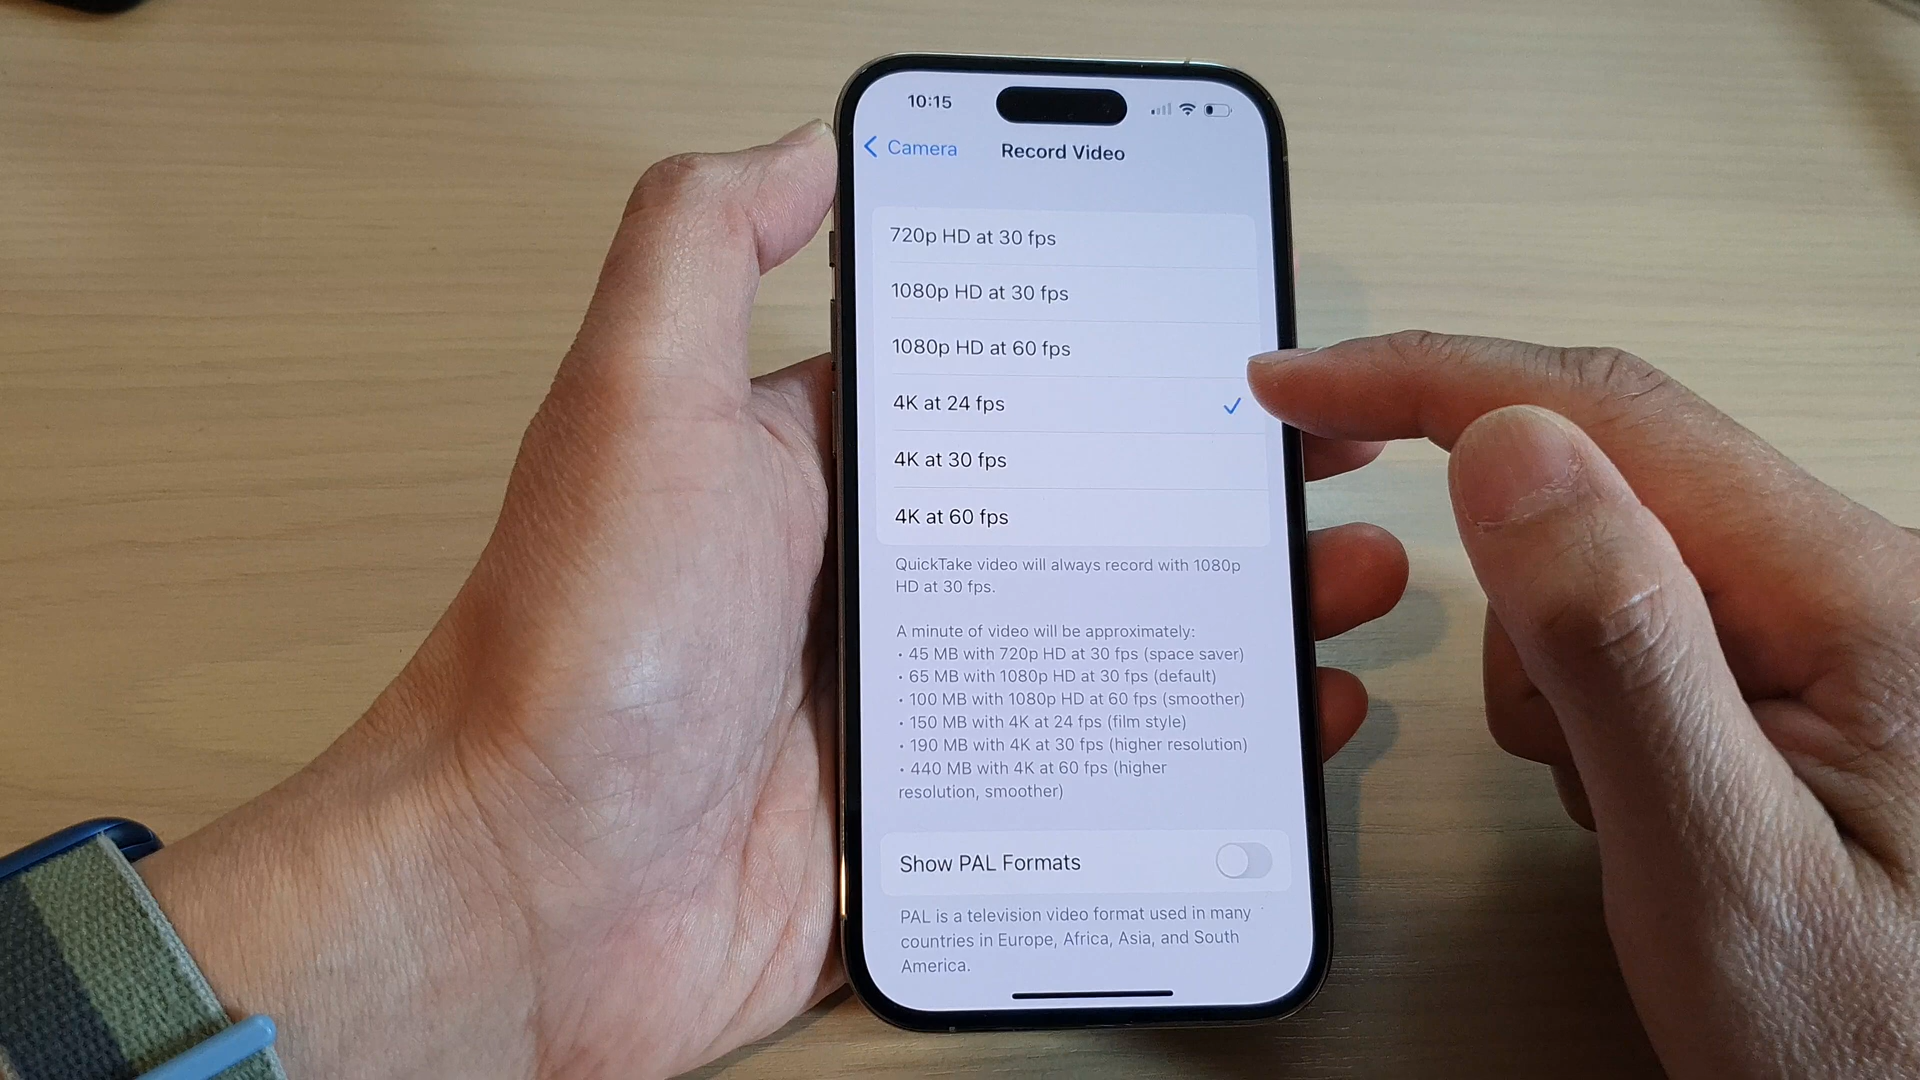 10:15
Camera
Record Video
720p HD at 30 fps
1080p HD at 30 fps
1080p HD at 60 fps
4K at 24 fps
4K at 30 fps
4K at 60 fps
QuickTake video will always record with 1080p
HD at 30 fps.
A minute of video will be approximately:
• 45 MB with 720p HD at 30 fps (space saver)
• 65 MB with 1080p HD at 30 fps (default)
• 100 MB with 1080p HD at 60 fps (smoother)
• 150 MB with 4K at 24 fps (film style)
• 190 MB with 4K at 30 fps (higher resolution)
• 440 MB with 4K at 60 fps (higher
resolution, smoother)
Show PAL Formats
PAL is a television video format used in many
countries in Europe, Africa, Asia, and South
America.